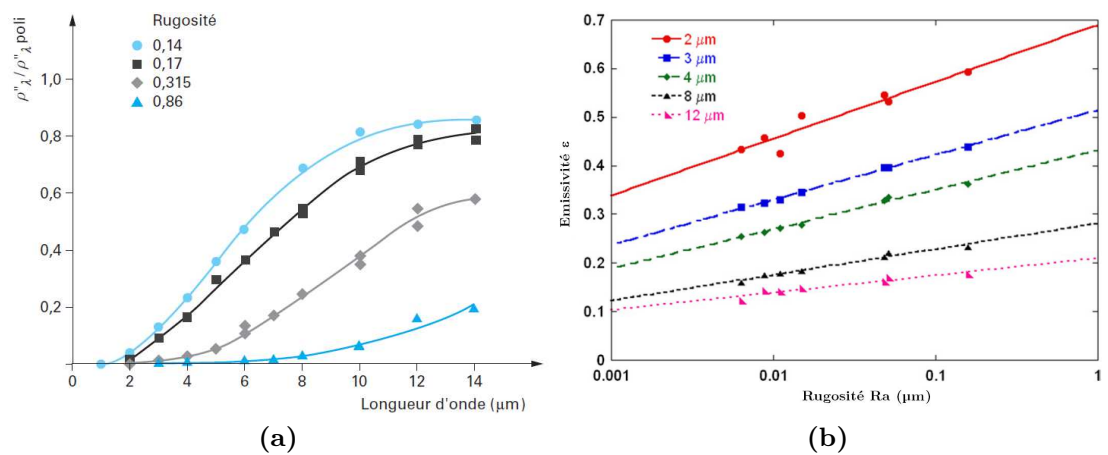 Rugosité
0,14
0,17
0,315
0,86
ρ"λ/ρ"λ poli
1,0
0,8
0,6
0,4
0,2
0
0
2
4
6
8
10
12
14
Longueur d'onde (µm)
(a)
2 µm
3 µm
4 µm
8 µm
12 µm
Emissivité ε
0.7
0.6
0.5
0.4
0.3
0.2
0.1
0
0.001
0.01
0.1
1
Rugosité Ra (µm)
(b)